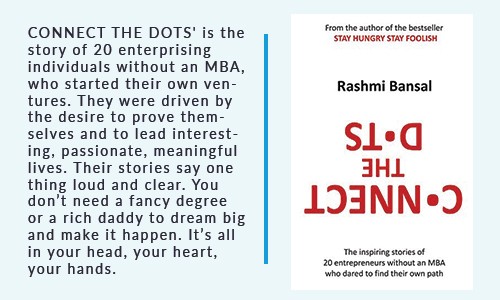 CONNECT THE DOTS' is the
story of 20 enterprising
individuals without an MBA,
who started their own ven-
tures. They were driven by
the desire to prove them-
selves and to lead interest-
ing, passionate, meaningful
lives. Their stories say one
thing loud and clear. You
don't need a fancy degree
or a rich daddy to dream big
and make it happen. It's all
in your head, your heart,
your hands.
From the author of the bestseller
STAY HUNGRY STAY FOOLISH
Rashmi Bansal
C•NNECT
THE
D•TS
The inspiring stories of
20 entrepreneurs without an MBA
who dared to find their own path